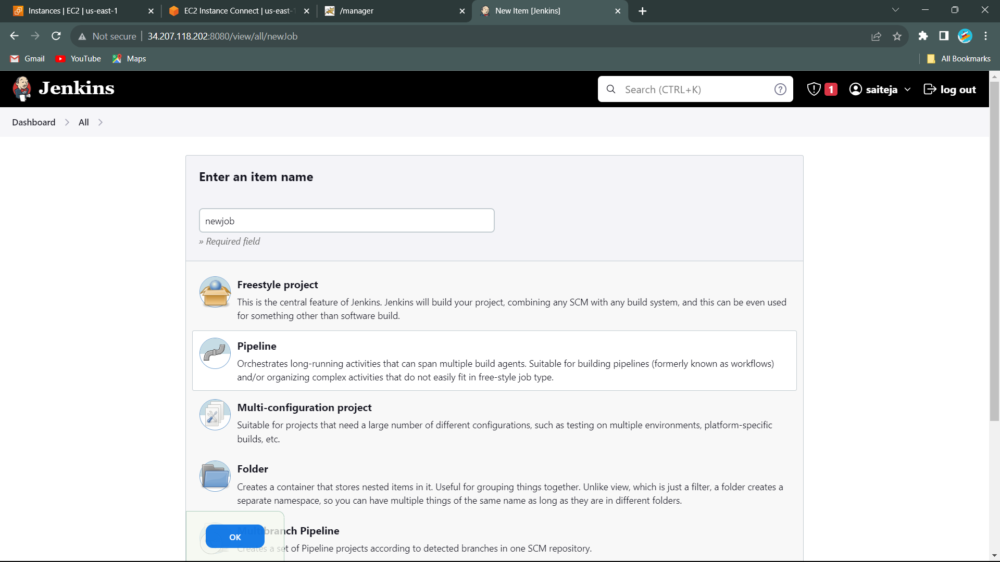 Instances | EC2 | us-east-1
EC2 Instance Connect | us-east-1
/manager
New Item [Jenkins]
Not secure
34.207.118.202:8080/view/all/newJob
Gmail
YouTube
Maps
All Bookmarks
Jenkins
Search (CTRL+K)
1
saiteja
log out
Dashboard
All
Enter an item name
newjob
» Required field
Freestyle project
This is the central feature of Jenkins. Jenkins will build your project, combining any SCM with any build system, and this can be even used
for something other than software build.
Pipeline
Orchestrates long-running activities that can span multiple build agents. Suitable for building pipelines (formerly known as workflows)
and/or organizing complex activities that do not easily fit in free-style job type.
Multi-configuration project
Suitable for projects that need a large number of different configurations, such as testing on multiple environments, platform-specific
builds, etc.
Folder
Creates a container that stores nested items in it. Useful for grouping things together. Unlike view, which is just a filter, a folder creates a
separate namespace, so you can have multiple things of the same name as long as they are in different folders.
Multibranch Pipeline
OK
Creates a set of Pipeline projects according to detected branches in one SCM repository.